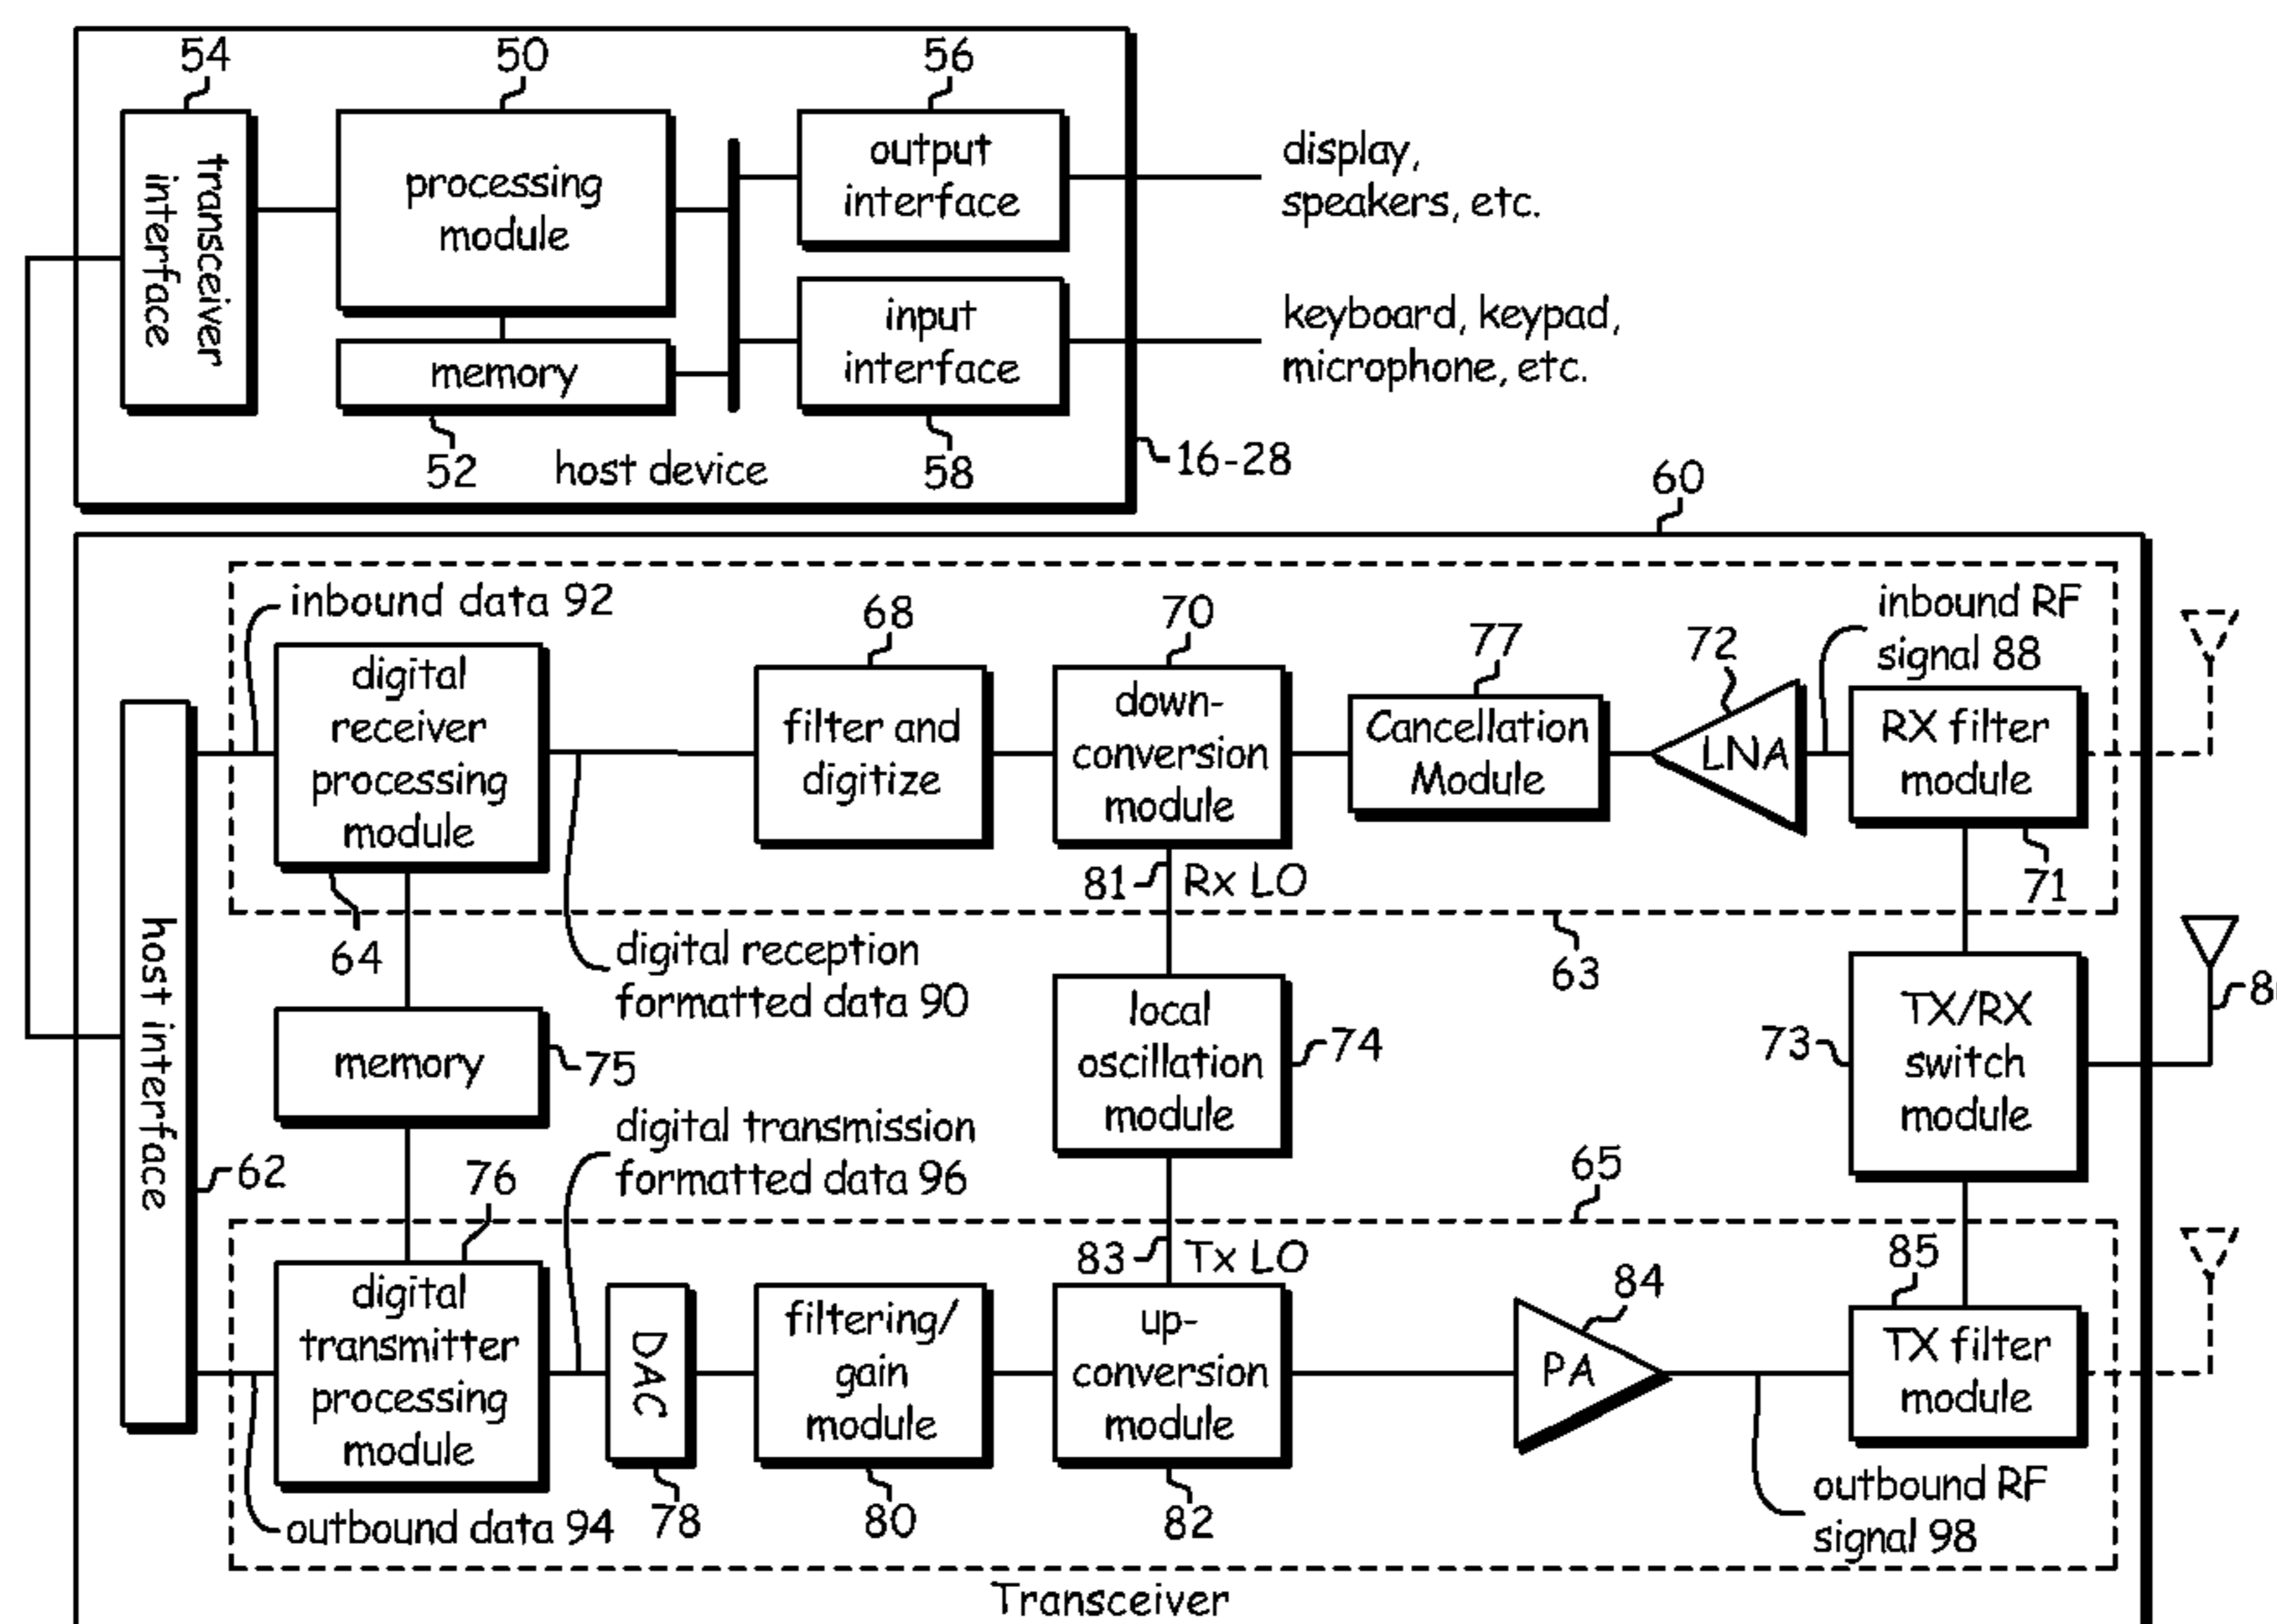 54
50
56
transceiver
interface
processing
module
output
interface
display,
speakers, etc.
input
interface
keyboard, keypad,
microphone, etc.
memory
52
host device
58
16-28
60
inbound data 92
68
70
77
72
inbound RF
signal 88
digital
receiver
processing
module
filter and
digitize
down-
conversion
module
Cancellation
Module
LNA
RX filter
module
81
Rx LO
71
64
digital reception
formatted data 90
63
host interface
memory
75
local
oscillation
module
74
73
TX/RX
switch
module
62
76
digital transmission
formatted data 96
65
83
Tx LO
85
84
digital
transmitter
processing
module
DAC
filtering/
gain
module
up-
conversion
module
PA
TX filter
module
outbound data 94
78
80
82
outbound RF
signal 98
Transceiver